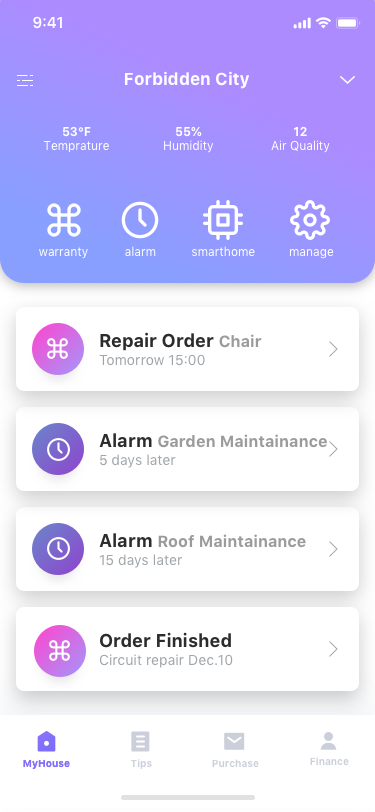 9:41
Forbidden City
53°F 55% 12
Temprature Humidity Air Quality
warranty alarm smarthome manage
Repair Order Chair
Tomorrow 15:00
Alarm Garden Maintainance
5 days later
Alarm Roof Maintainance
15 days later
Order Finished
Circuit repair Dec.10
MyHouse Tips Purchase Finance